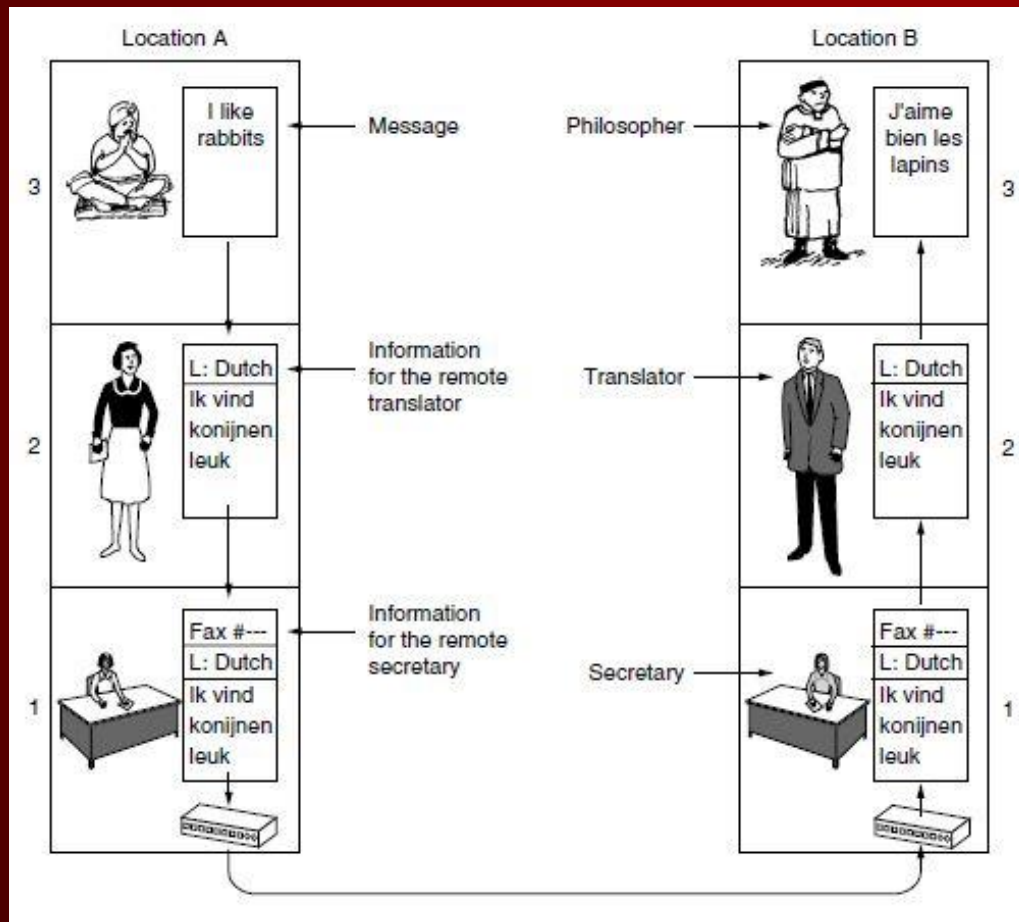 Location A
Location B
I like
rabbits
Message
Philosopher
J'aime
bien les
lapins
3
3
L: Dutch
Ik vind
konijnen
leuk
Information
for the remote
translator
Translator
L: Dutch
Ik vind
konijnen
leuk
2
2
Fax #---
L: Dutch
Ik vind
konijnen
leuk
Information
for the remote
secretary
Secretary
Fax #---
L: Dutch
Ik vind
konijnen
leuk
1
1